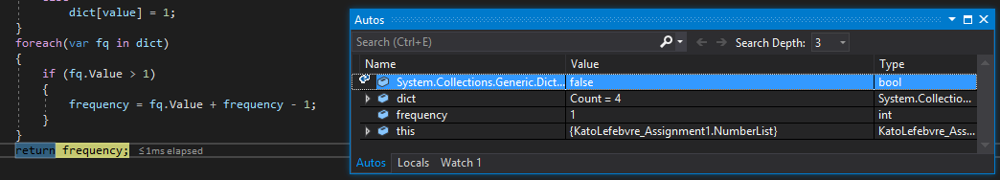 dict[value] = 1;
}
foreach(var fq in dict)
{
if (fq.Value > 1)
{
frequency = fq.Value + frequency - 1;
}
}
return frequency; ≤1ms elapsed
Autos
Search (Ctrl+E)
Search Depth: 3
Name Value Type
System.Collections.Generic.Dict... false bool
dict Count = 4 System.Collectio...
frequency 1 int
this {KatoLefebvre_Assignment1.NumberList} KatoLefebvre_Ass...
Autos Locals Watch 1